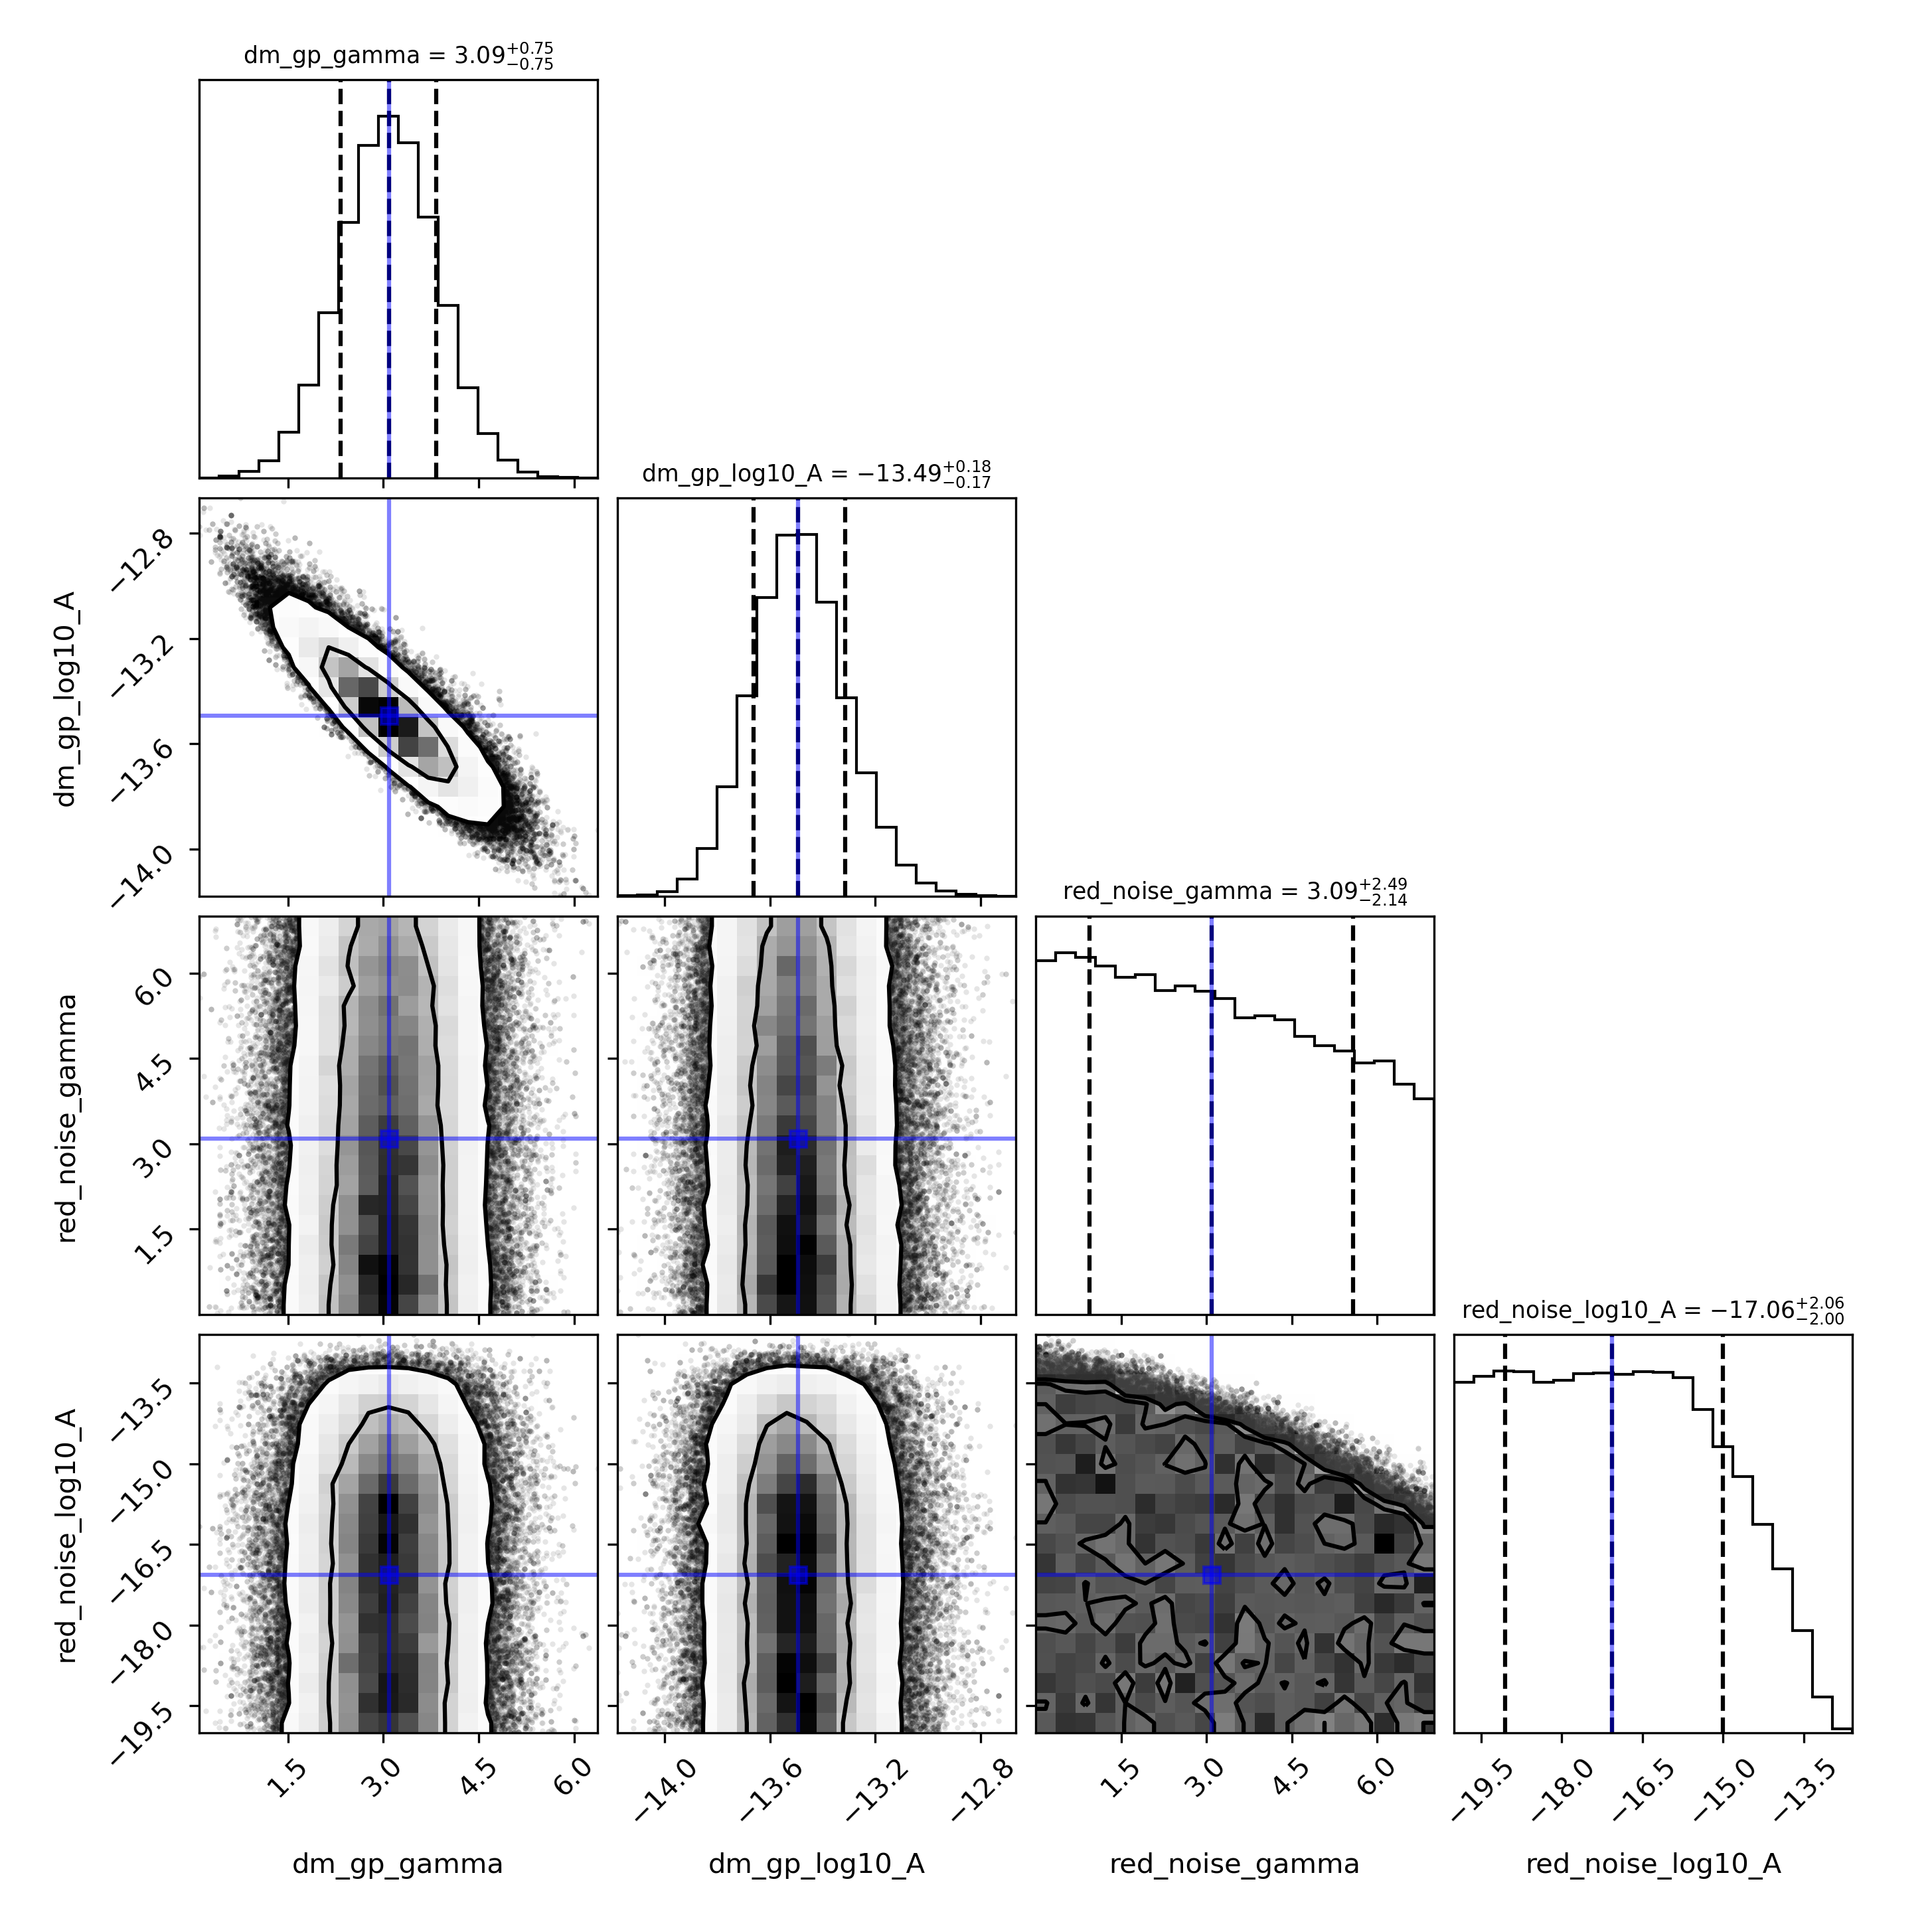 dm_gp_gamma = 3.09 +0.75 −0.75
dm_gp_log10_A = −13.49 +0.18 −0.17
−12.8
−13.2
−13.6
−14.0
dm_gp_log10_A
red_noise_gamma = 3.09 +2.49 −2.14
6.0
4.5
3.0
1.5
red_noise_gamma
red_noise_log10_A = −17.06 +2.06 −2.00
−13.5
−15.0
−16.5
−18.0
−19.5
red_noise_log10_A
1.5 3.0 4.5 6.0
−14.0 −13.6 −13.2 −12.8
1.5 3.0 4.5 6.0
−19.5 −18.0 −16.5 −15.0 −13.5
dm_gp_gamma
dm_gp_log10_A
red_noise_gamma
red_noise_log10_A